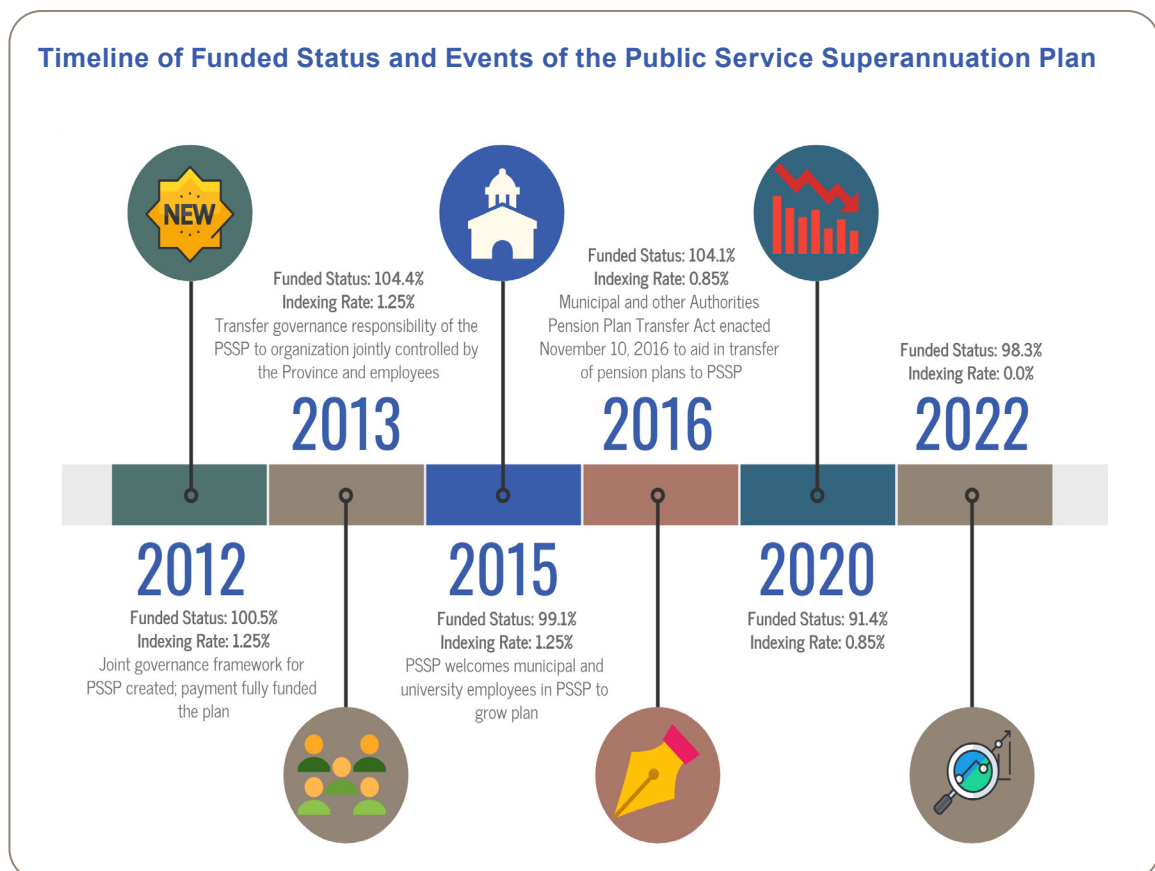 Timeline of Funded Status and Events of the Public Service Superannuation Plan
NEW
Funded Status: 104.4%
Indexing Rate: 1.25%
Transfer governance responsibility of the
PSSP to organization jointly controlled by
the Province and employees
2013
Funded Status: 104.1%
Indexing Rate: 0.85%
Municipal and other Authorities
Pension Plan Transfer Act enacted
November 10, 2016 to aid in transfer
of pension plans to PSSP
2016
Funded Status: 98.3%
Indexing Rate: 0.0%
2022
2012
Funded Status: 100.5%
Indexing Rate: 1.25%
Joint governance framework for
PSSP created; payment fully funded
the plan
2015
Funded Status: 99.1%
Indexing Rate: 1.25%
PSSP welcomes municipal and
university employees in PSSP to
grow plan
2020
Funded Status: 91.4%
Indexing Rate: 0.85%